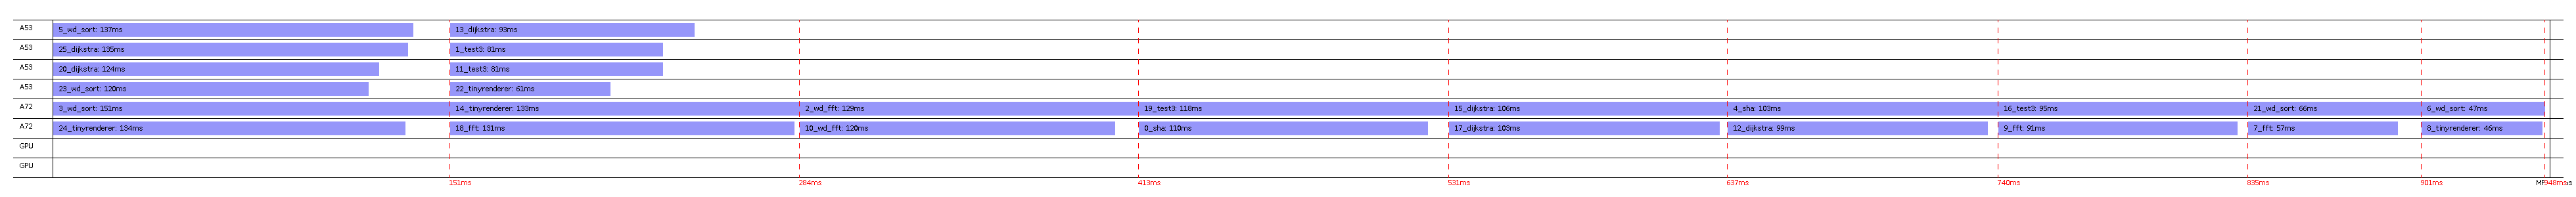 A53 5_wd_sort: 137ms 13_dijkstra: 93ms
A53 25_dijkstra: 135ms 1_test3: 81ms
A53 20_dijkstra: 124ms 11_test3: 81ms
A53 23_wd_sort: 120ms 22_tinyrenderer: 61ms
A72 3_wd_sort: 151ms 14_tinyrenderer: 133ms 2_wd_fft: 129ms 19_test3: 118ms 15_dijkstra: 106ms 4_sha: 103ms 16_test3: 95ms 21_wd_sort: 66ms 6_wd_sort: 47ms
A72 24_tinyrenderer: 134ms 18_fft: 131ms 10_wd_fft: 120ms 0_sha: 110ms 17_dijkstra: 103ms 12_dijkstra: 99ms 9_fft: 91ms 7_fft: 57ms 8_tinyrenderer: 46ms
GPU
GPU
151ms 284ms 413ms 531ms 637ms 740ms 835ms 901ms 948ms